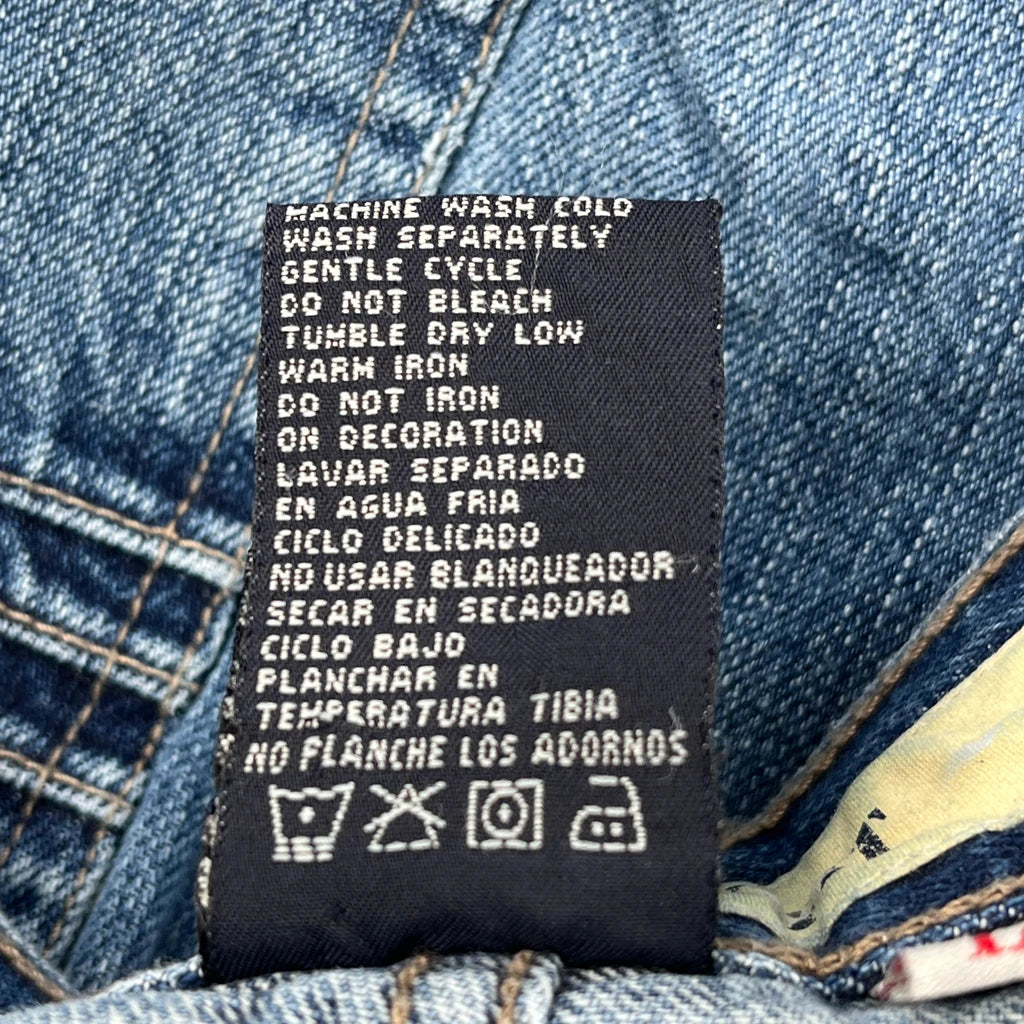 MACHINE WASH COLD
WASH SEPARATELY
GENTLE CYCLE
DO NOT BLEACH
TUMBLE DRY LOW
WARM IRON
DO NOT IRON
ON DECORATION
LAVAR SEPARADO
EN AGUA FRIA
CICLO DELICADO
NO USAR BLANQUEADOR
SECAR EN SECADORA
CICLO BAJO
PLANCHAR EN
TEMPERATURA TIBIA
NO PLANCHE LOS ADORNOS